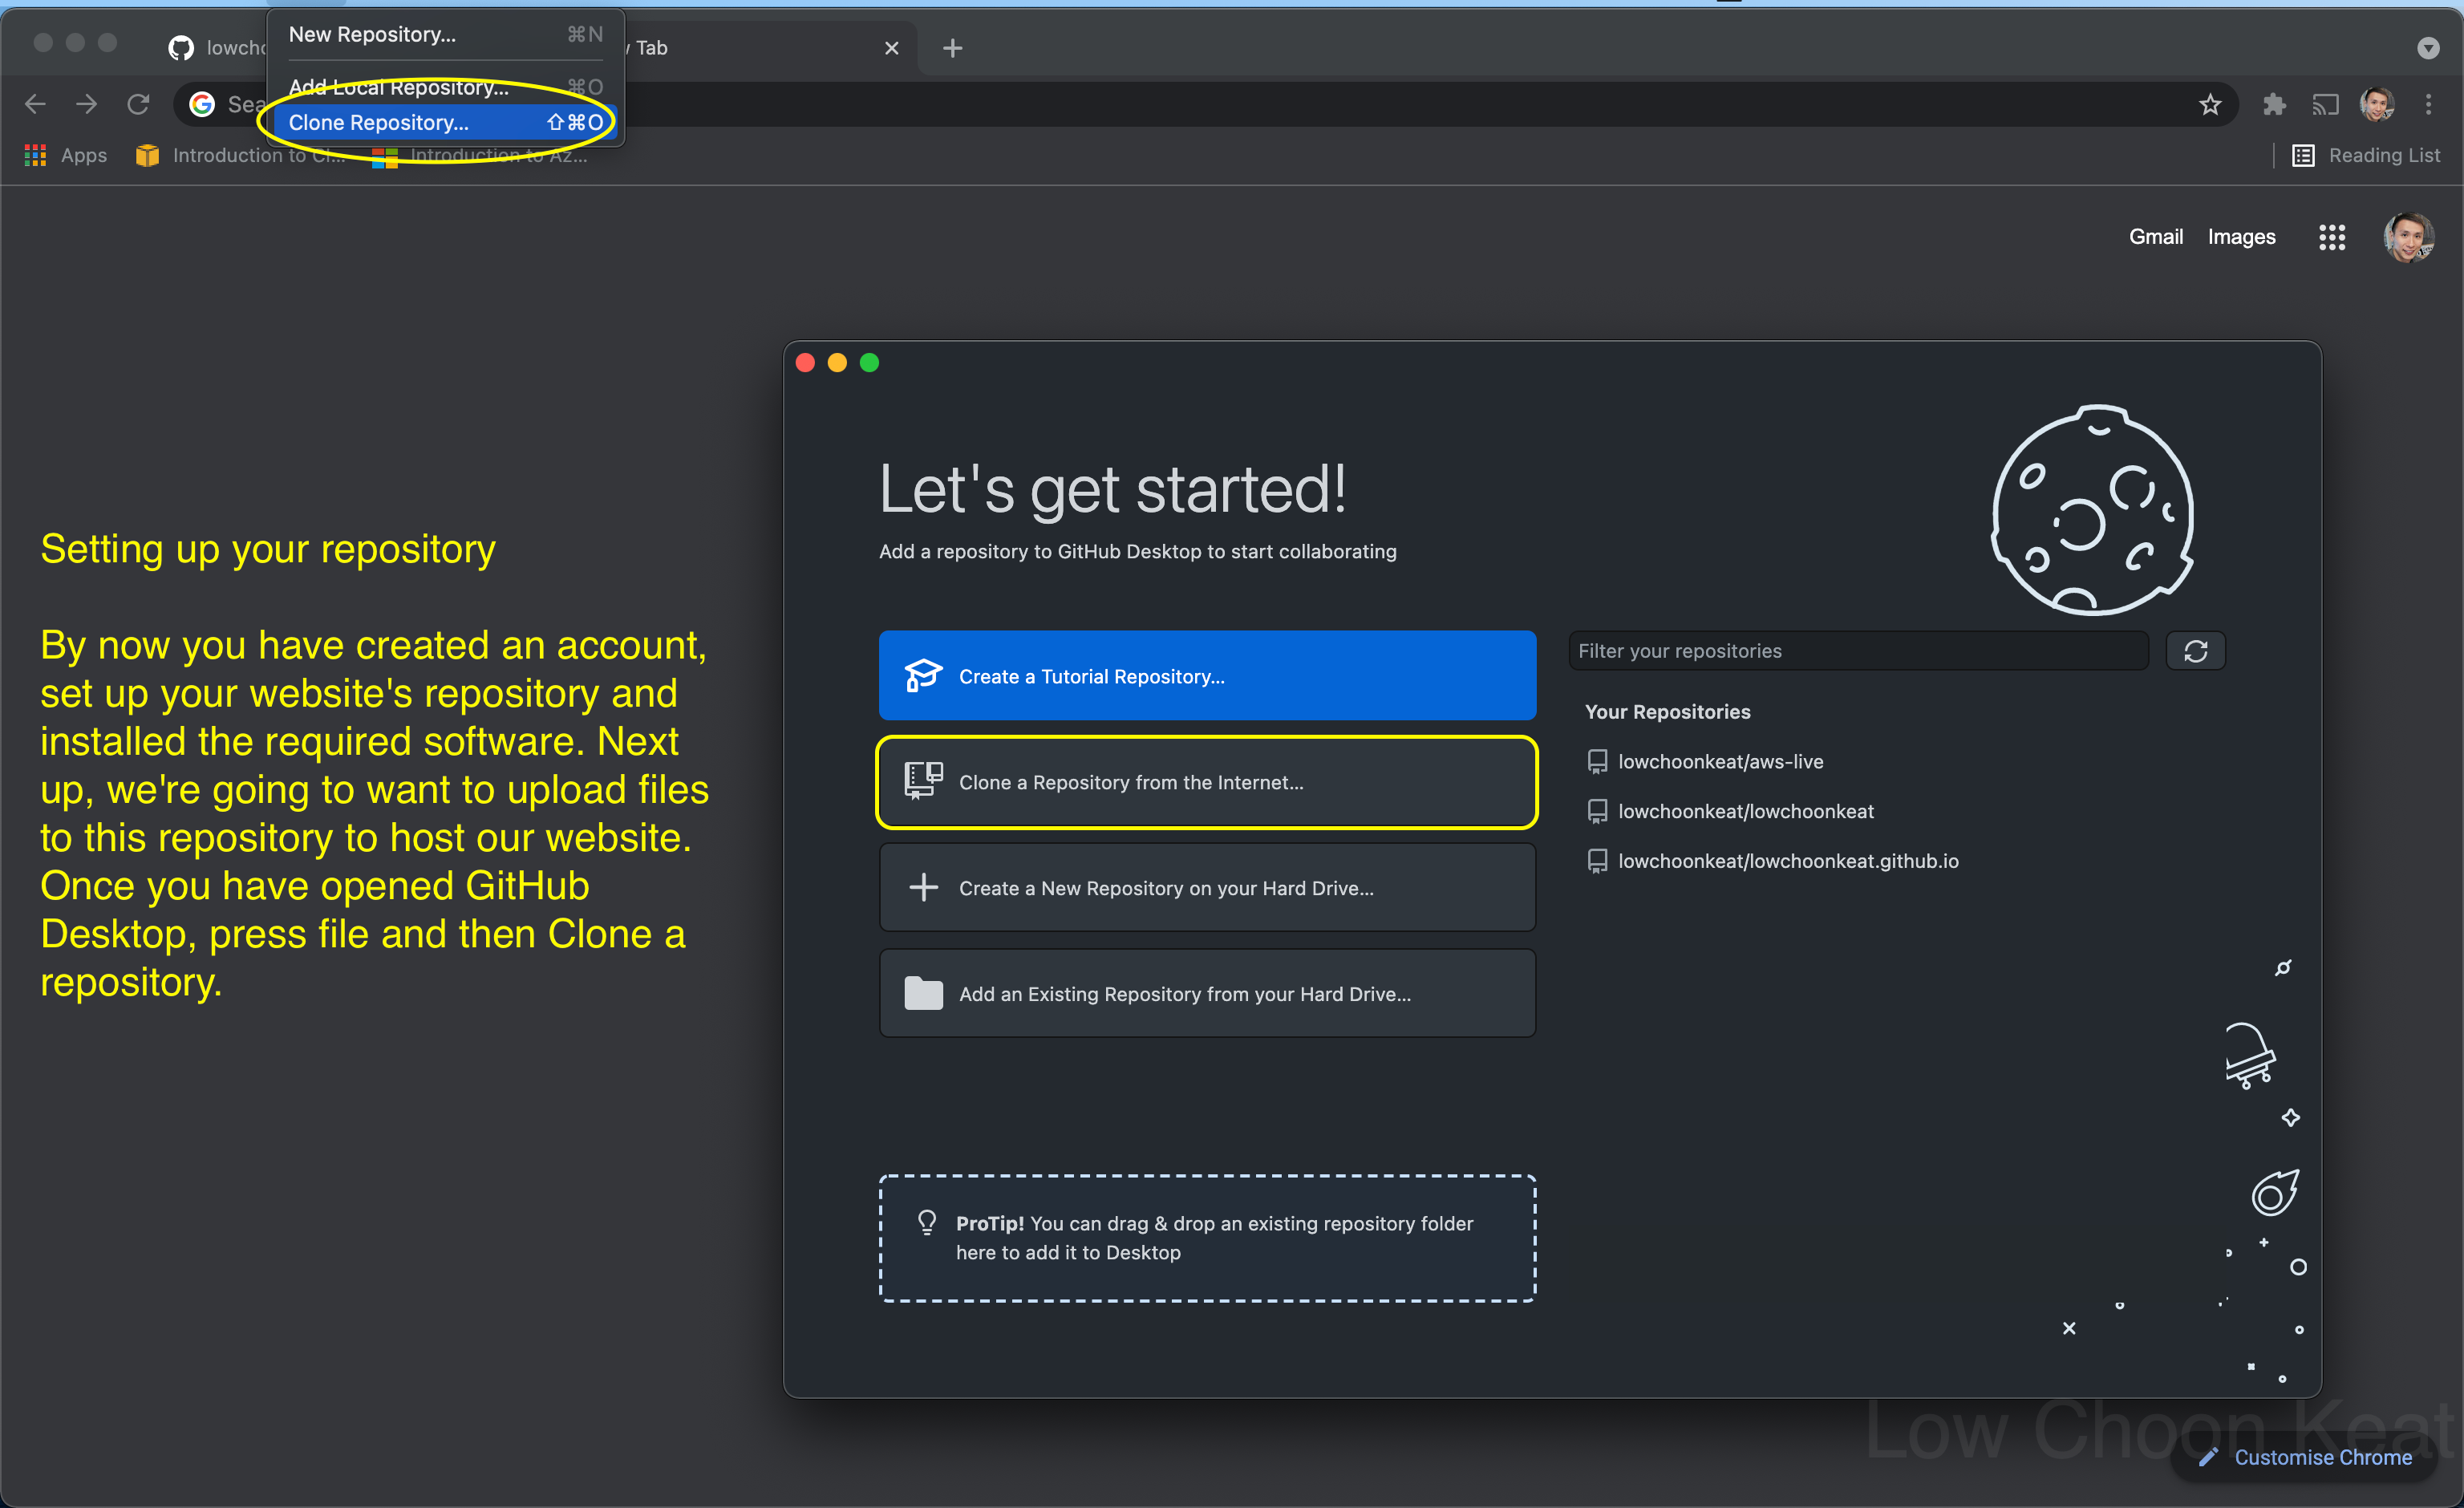 New Repository... ⌘N
Tab
Add Local Repository... ⌘O
Sea
Clone Repository... ⇧⌘O
Apps
Introduction to Cl...
Introduction to Az...
Reading List
Gmail
Images
Let's get started!
Add a repository to GitHub Desktop to start collaborating
Setting up your repository
By now you have created an account,
set up your website's repository and
installed the required software. Next
up, we're going to want to upload files
to this repository to host our website.
Once you have opened GitHub
Desktop, press file and then Clone a
repository.
Create a Tutorial Repository...
Clone a Repository from the Internet...
Create a New Repository on your Hard Drive...
Add an Existing Repository from your Hard Drive...
ProTip! You can drag & drop an existing repository folder
here to add it to Desktop
Filter your repositories
Your Repositories
lowchoonkeat/aws-live
lowchoonkeat/lowchoonkeat
lowchoonkeat/lowchoonkeat.github.io
Low Choon Keat
Customise Chrome